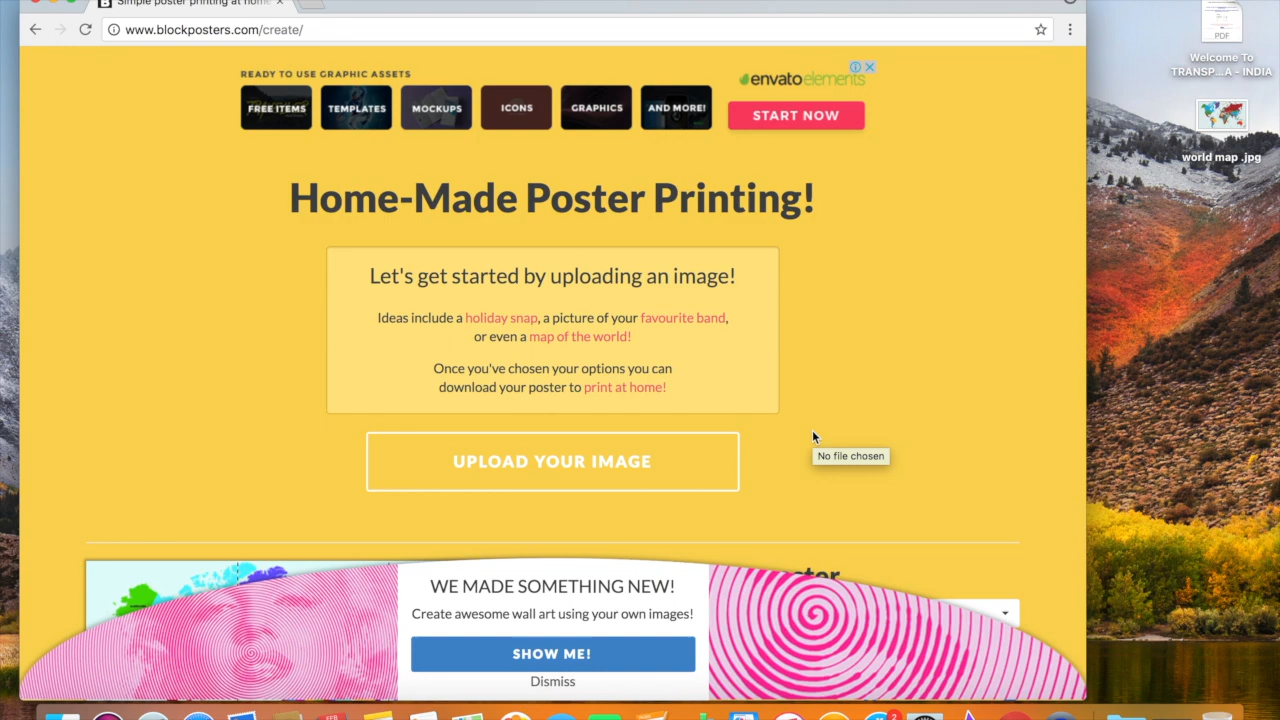 Simple poster printing at home
www.blockposters.com/create/
PDF
Welcome To
TRANSP...A - INDIA
world map .jpg
READY TO USE GRAPHIC ASSETS
FREE ITEMS
TEMPLATES
MOCKUPS
ICONS
GRAPHICS
AND MORE!
envatoelements
START NOW
Home-Made Poster Printing!
Let's get started by uploading an image!
Ideas include a holiday snap, a picture of your favourite band,
or even a map of the world!
Once you've chosen your options you can
download your poster to print at home!
UPLOAD YOUR IMAGE
No file chosen
WE MADE SOMETHING NEW!
Create awesome wall art using your own images!
SHOW ME!
Dismiss
FEB
2